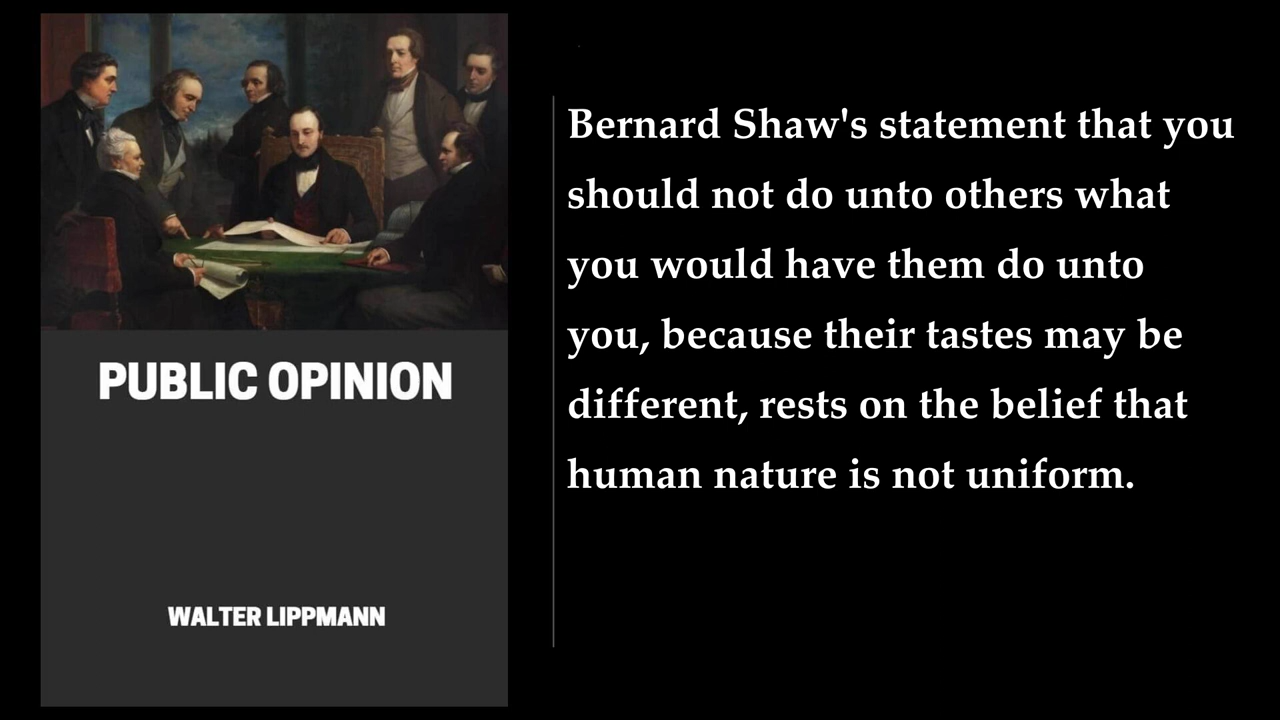 PUBLIC OPINION
WALTER LIPPMANN
Bernard Shaw's statement that you
should not do unto others what
you would have them do unto
you, because their tastes may be
different, rests on the belief that
human nature is not uniform.